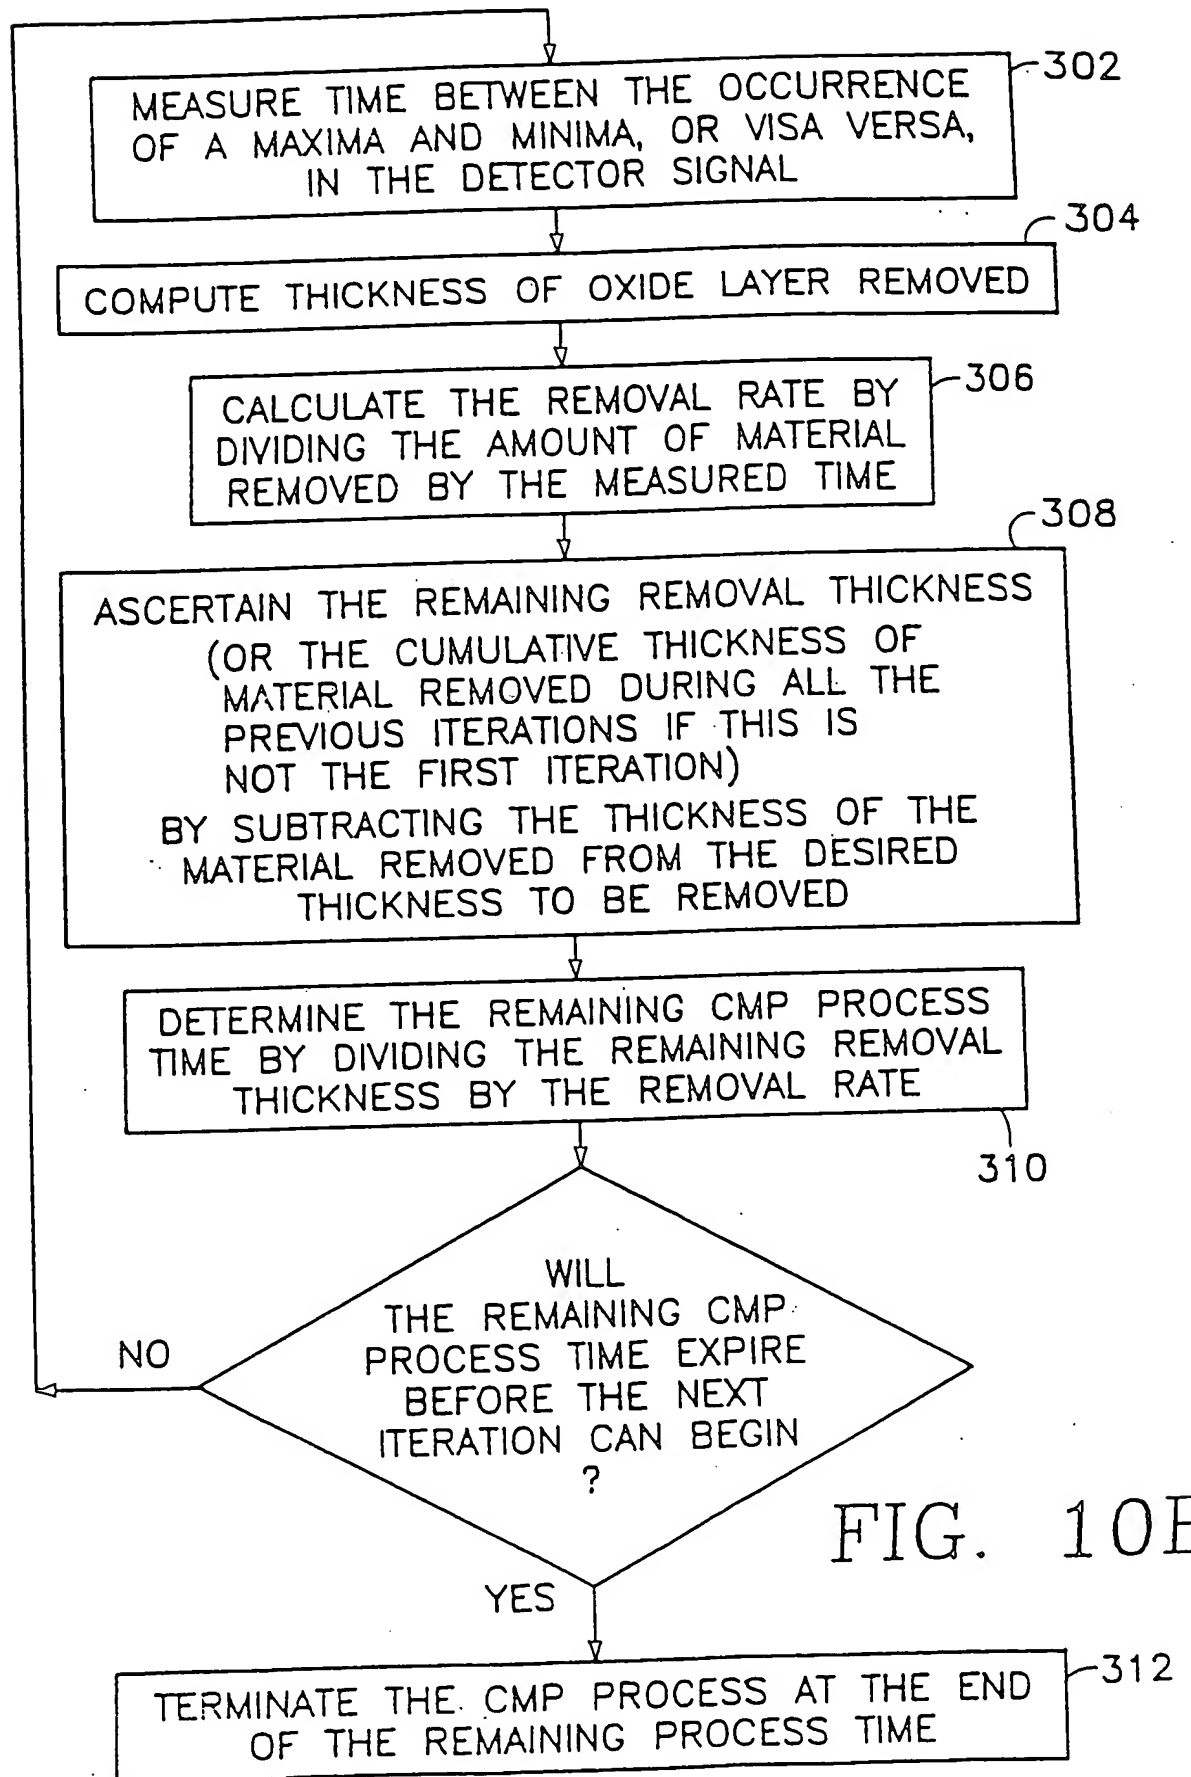 302
MEASURE TIME BETWEEN THE OCCURRENCE
OF A MAXIMA AND MINIMA, OR VISA VERSA,
IN THE DETECTOR SIGNAL
304
COMPUTE THICKNESS OF OXIDE LAYER REMOVED
306
CALCULATE THE REMOVAL RATE BY
DIVIDING THE AMOUNT OF MATERIAL
REMOVED BY THE MEASURED TIME
308
ASCERTAIN THE REMAINING REMOVAL THICKNESS
(OR THE CUMULATIVE THICKNESS OF
MATERIAL REMOVED DURING ALL THE
PREVIOUS ITERATIONS IF THIS IS
NOT THE FIRST ITERATION)
BY SUBTRACTING THE THICKNESS OF THE
MATERIAL REMOVED FROM THE DESIRED
THICKNESS TO BE REMOVED
DETERMINE THE REMAINING CMP PROCESS
TIME BY DIVIDING THE REMAINING REMOVAL
THICKNESS BY THE REMOVAL RATE
310
WILL
THE REMAINING CMP
PROCESS TIME EXPIRE
BEFORE THE NEXT
ITERATION CAN BEGIN
?
NO
YES
FIG. 10B
312
TERMINATE THE CMP PROCESS AT THE END
OF THE REMAINING PROCESS TIME